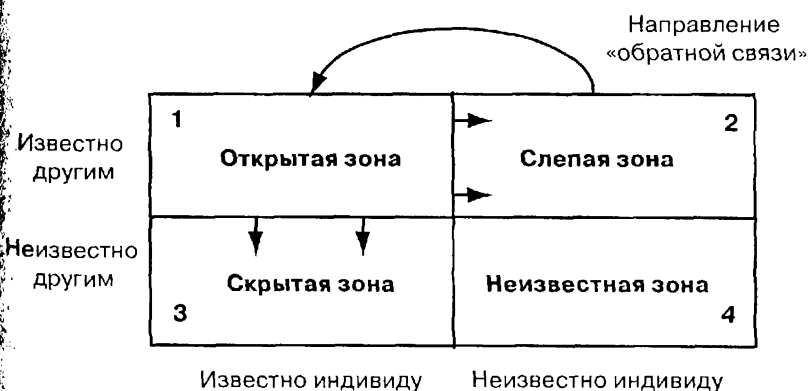 Направление
«обратной связи»
1
2
Известно
другим
Открытая зона
Слепая зона
Неизвестно
другим
Скрытая зона
Неизвестная зона
3
4
Известно индивиду
Неизвестно индивиду